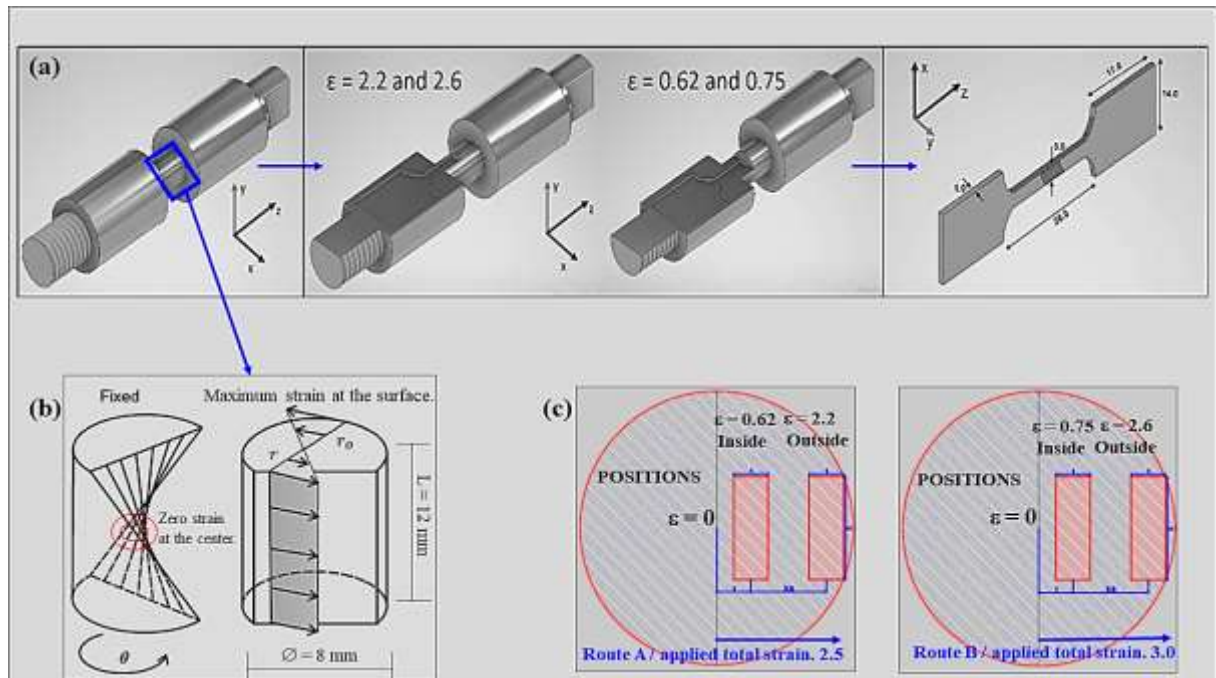 (a)
ε = 2.2 and 2.6
ε = 0.62 and 0.75
Y
z
x
Y
z
x
Y
z
x
X
Z
y
(b)
Fixed
Maximum strain at the surface.
r
r₀
Zero strain
at the center.
L = 12 mm
θ
∅ = 8 mm
(c)
ε = 0.62 ε = 2.2
Inside Outside
POSITIONS
ε = 0
Route A / applied total strain. 2.5
ε = 0.75 ε = 2.6
Inside Outside
POSITIONS
ε = 0
Route B / applied total strain. 3.0